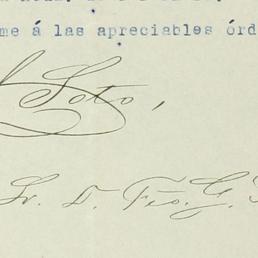 me á las apreciables órd
Soto,
Sr. D. Fco. G.